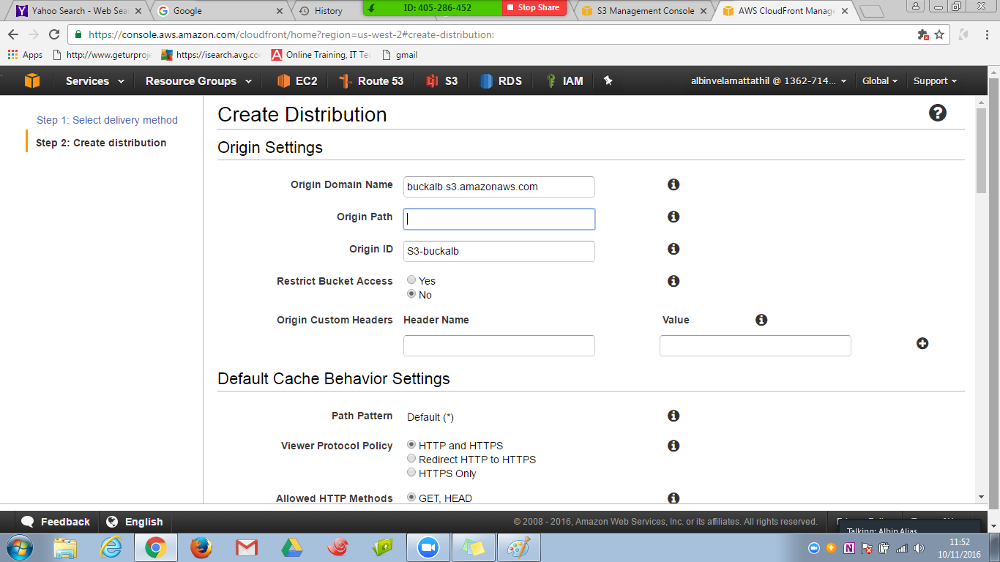 Yahoo Search - Web Sea
Google
History
ID: 405-286-452
Stop Share
S3 Management Console
AWS CloudFront Manage
https://console.aws.amazon.com/cloudfront/home?region=us-west-2#create-distribution:
Apps
http://www.geturproje
https://isearch.avg.co
Online Training, IT Te
gmail
Services
Resource Groups
EC2
Route 53
S3
RDS
IAM
albinvelamattathil @ 1362-714...
Global
Support
Step 1: Select delivery method
Step 2: Create distribution
Create Distribution
Origin Settings
Origin Domain Name
buckalb.s3.amazonaws.com
Origin Path
Origin ID
S3-buckalb
Restrict Bucket Access
Yes
No
Origin Custom Headers
Header Name
Value
Default Cache Behavior Settings
Path Pattern
Default (*)
Viewer Protocol Policy
HTTP and HTTPS
Redirect HTTP to HTTPS
HTTPS Only
Allowed HTTP Methods
GET, HEAD
Feedback
English
© 2008 - 2016, Amazon Web Services, Inc. or its affiliates. All rights reserved.
Talking: Albin Alias
11:52
10/11/2016